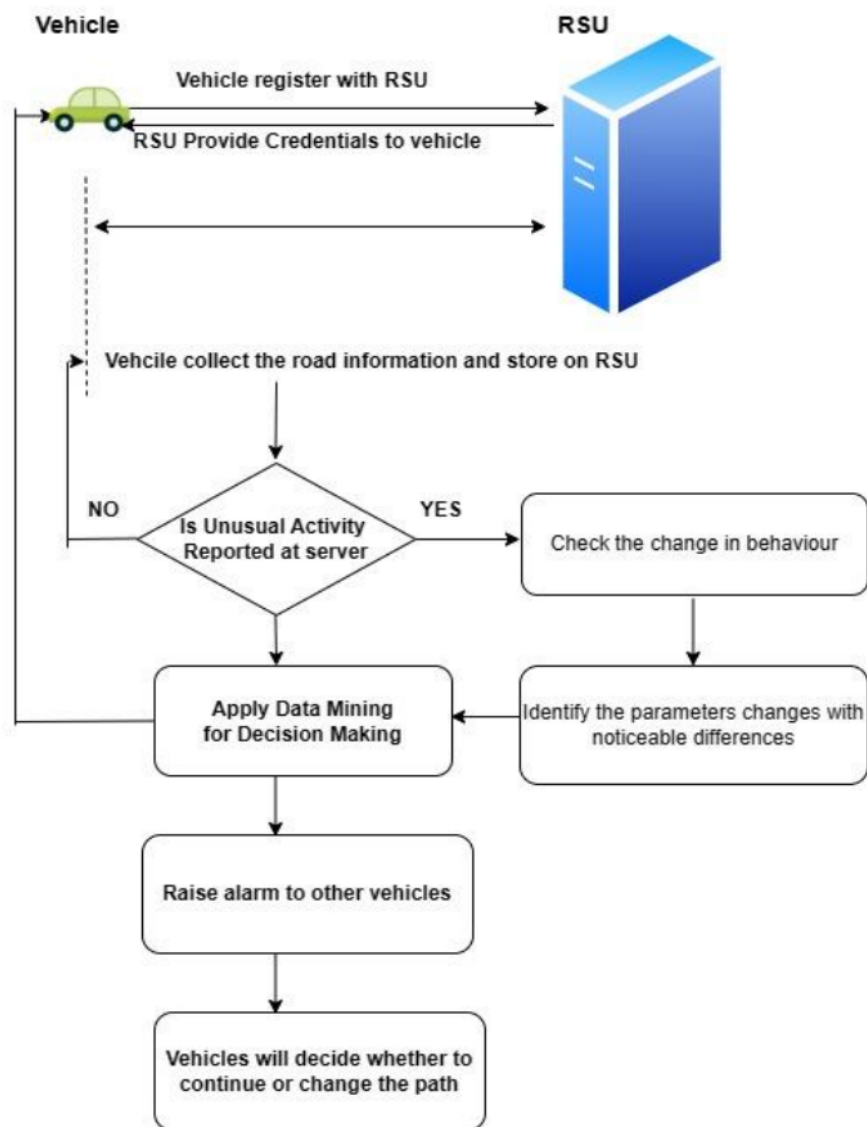 Vehicle
RSU
Vehicle register with RSU
RSU Provide Credentials to vehicle
Vehcile collect the road information and store on RSU
NO
YES
Is Unusual Activity
Reported at server
Check the change in behaviour
Apply Data Mining
for Decision Making
Identify the parameters changes with
noticeable differences
Raise alarm to other vehicles
Vehicles will decide whether to
continue or change the path